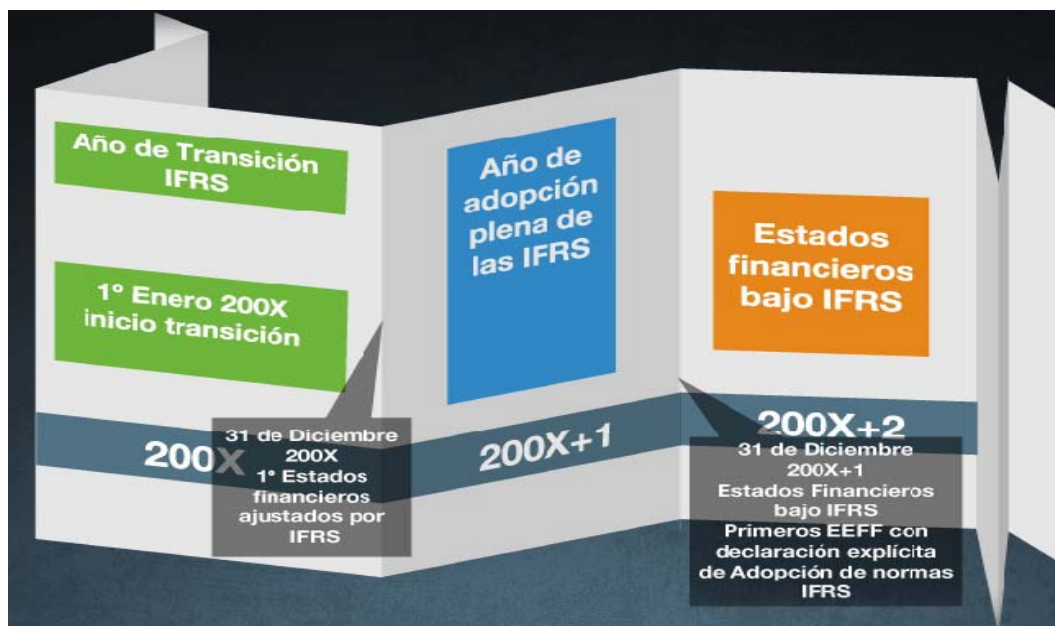 Año de Transición
IFRS
1º Enero 200X
inicio transición
200X
31 de Diciembre
200X
1º Estados
financieros
ajustados por
IFRS
Año de
adopción
plena de
las IFRS
200X+1
Estados
financieros
bajo IFRS
200X+2
31 de Diciembre
200X+1
Estados Financieros
bajo IFRS
Primeros EEFF con
declaración explícita
de Adopción de normas
IFRS